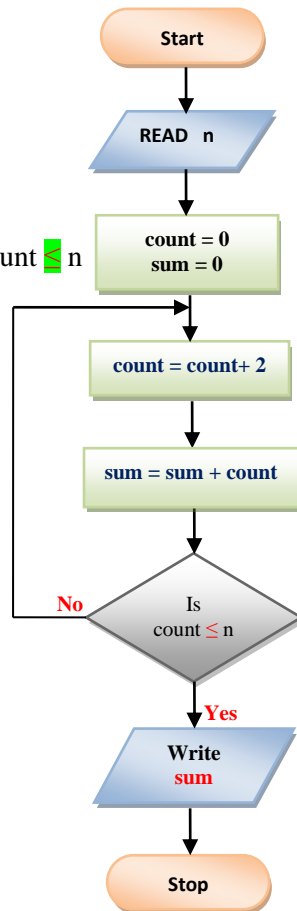 Start
READ n
count = 0
sum = 0
unt ≤ n
count = count+ 2
sum = sum + count
No
Is
count ≤ n
Yes
Write
sum
Stop